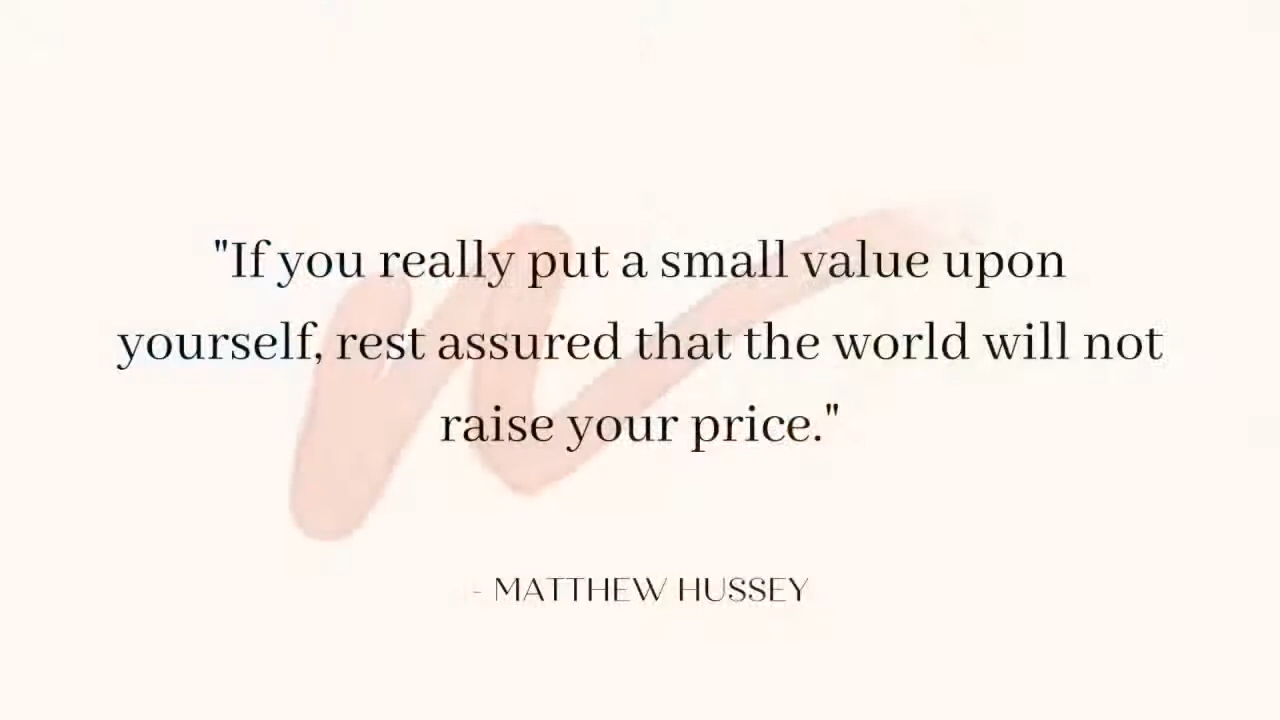 "If you really put a small value upon
yourself, rest assured that the world will not
raise your price."
- MATTHEW HUSSEY